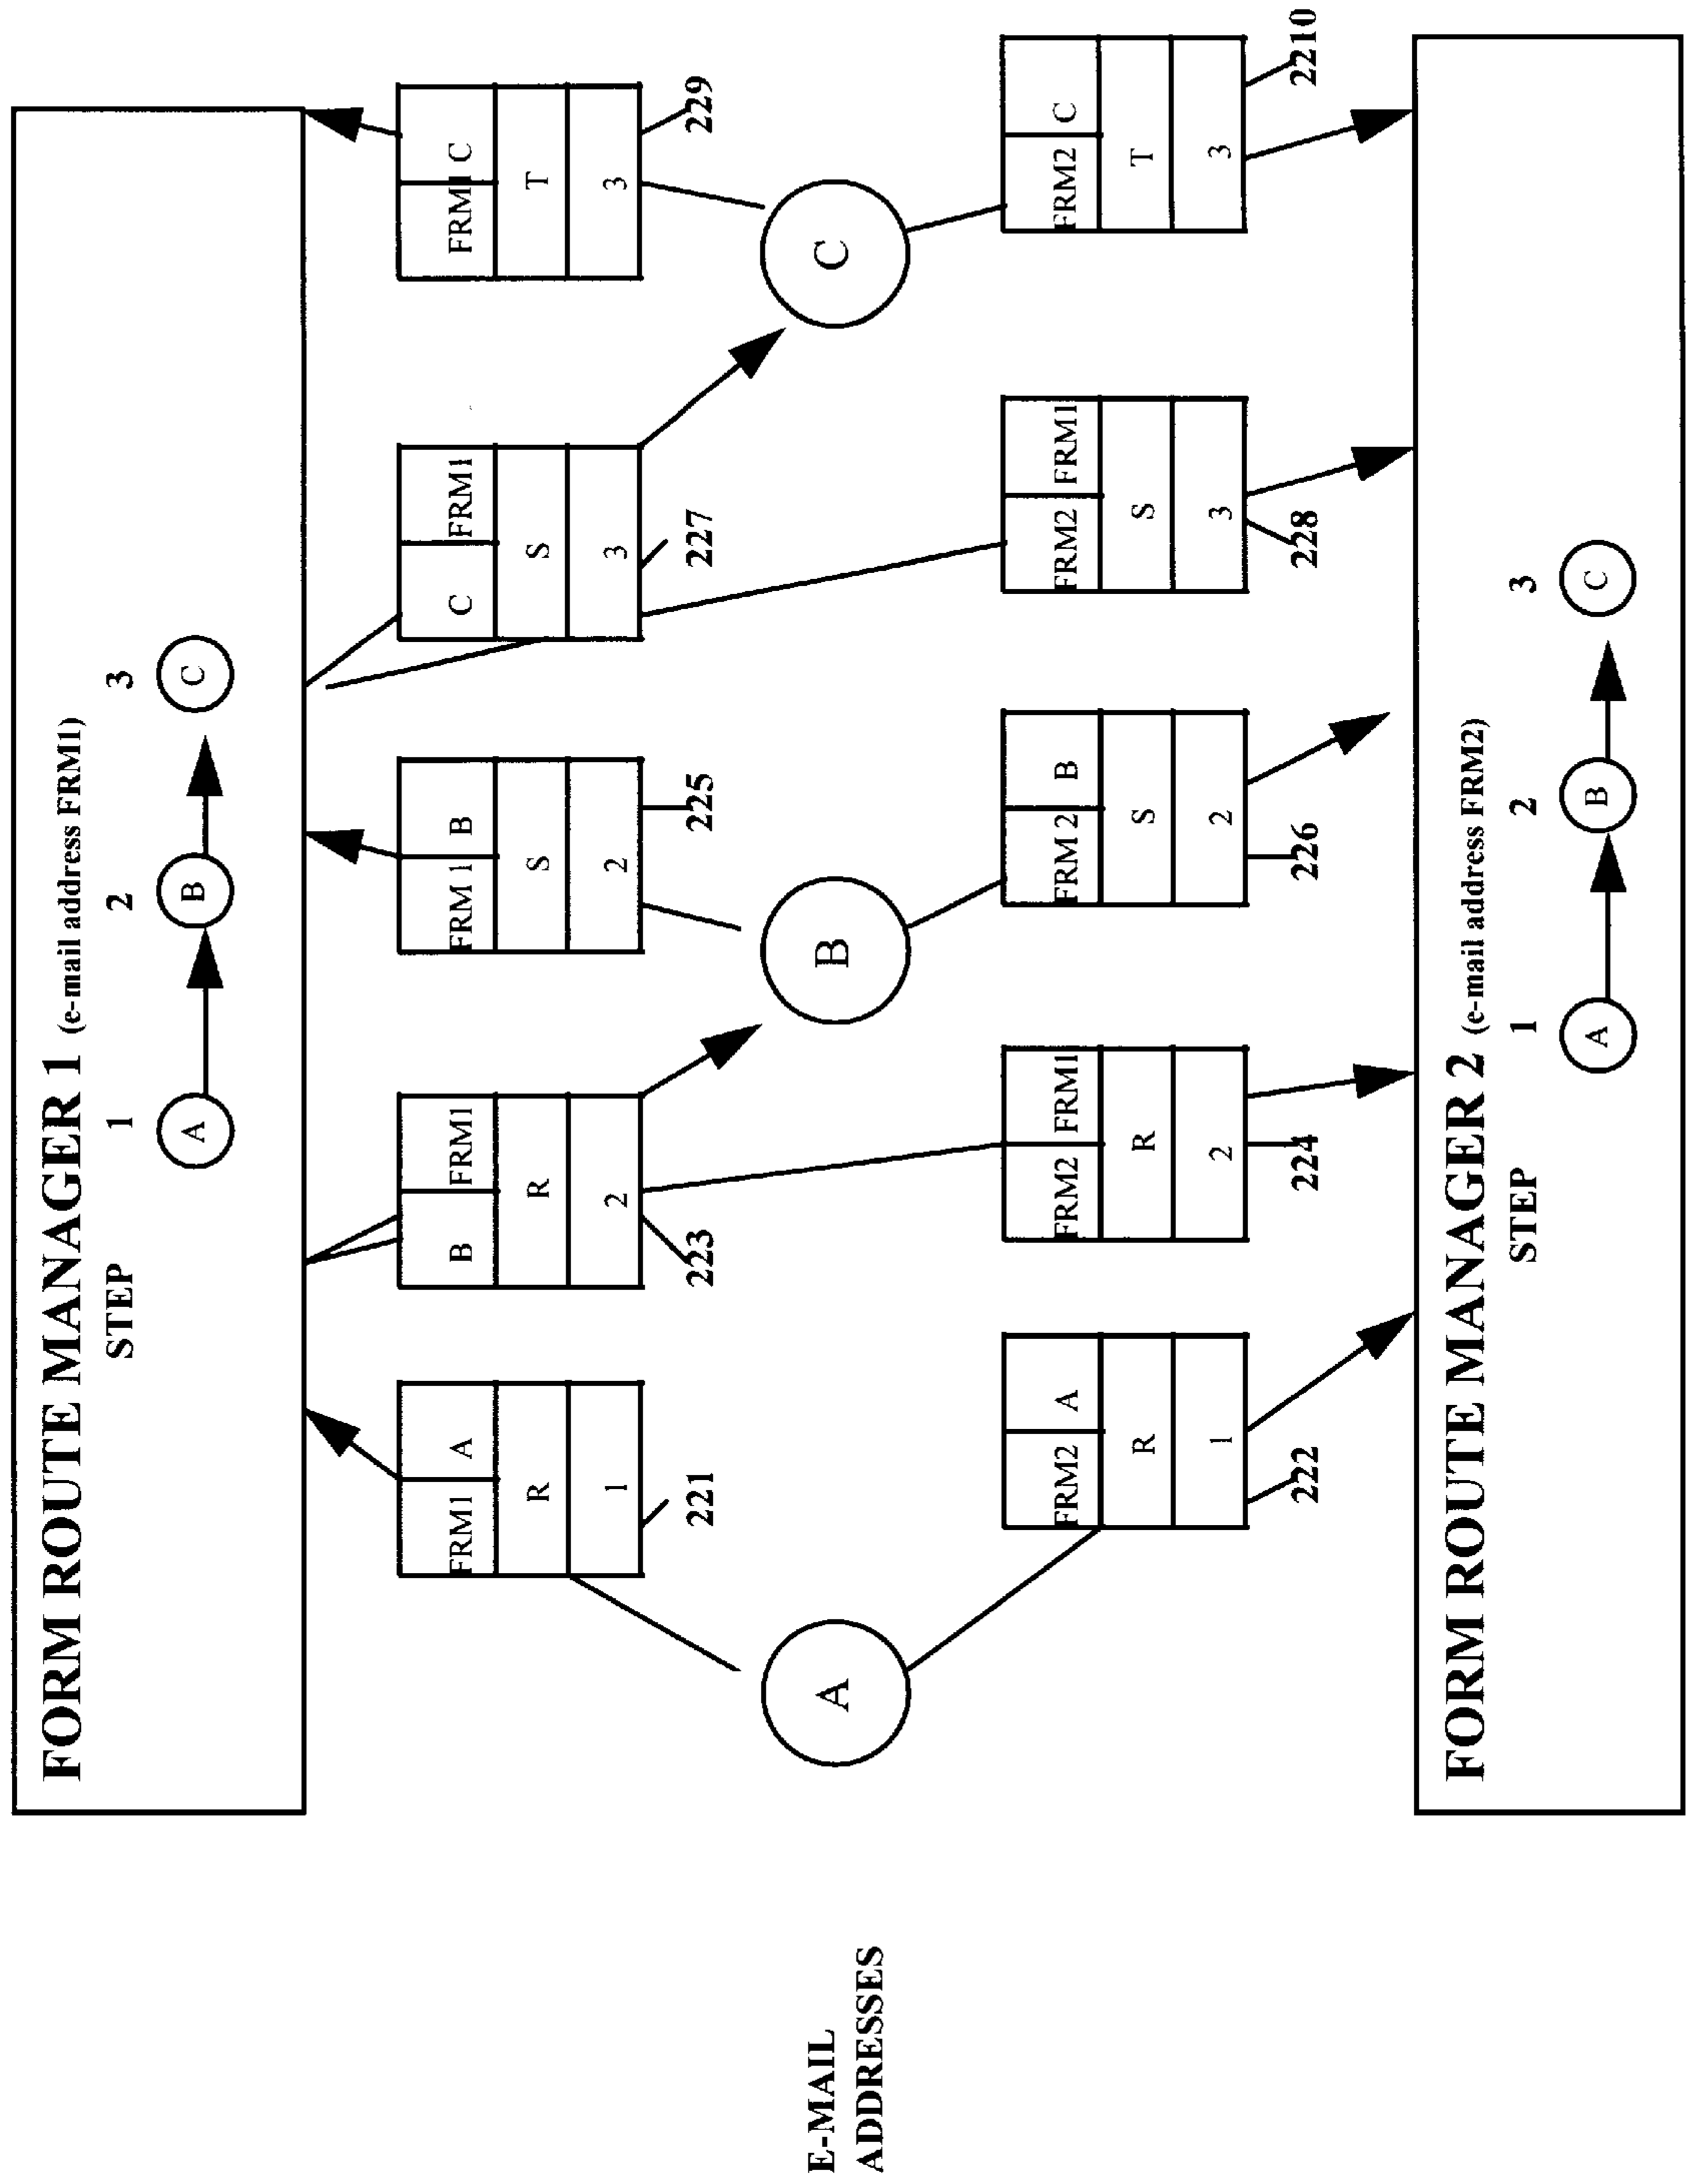 FORM ROUTE MANAGER 1 (e-mail address FRM1)
STEP 1 2 3
A B C
FRM1 A
R
1
221
B FRM1
R
2
223
FRM 1 B
S
2
225
C FRM1
S
3
227
FRM1 C
T
3
229
E-MAIL
ADDRESSES
A B C
FRM2 A
R
1
222
FRM2 FRM1
R
2
224
FRM 2 B
S
2
226
FRM2 FRM1
S
3
228
FRM2 C
T
3
2210
FORM ROUTE MANAGER 2 (e-mail address FRM2)
STEP 1 2 3
A B C